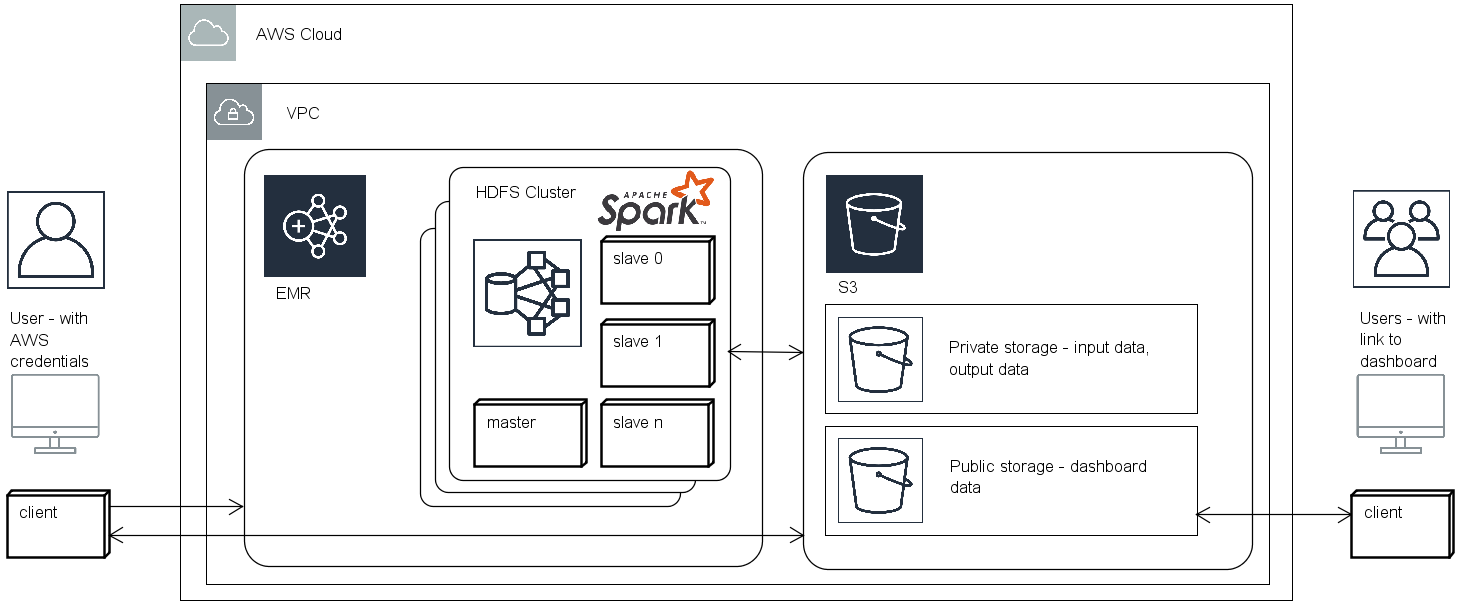 AWS Cloud
VPC
HDFS Cluster
APACHE
Spark™
slave 0
EMR
S3
User - with
AWS
credentials
Users - with
link to
dashboard
slave 1
Private storage - input data,
output data
master
slave n
Public storage - dashboard
data
client
client